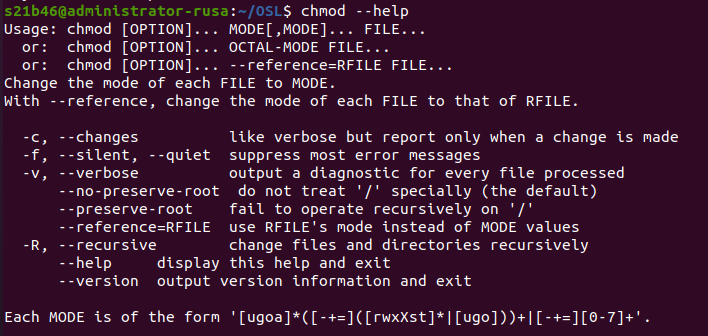 s21b46@administrator-rusa:~/OSL$ chmod --help
Usage: chmod [OPTION]... MODE[,MODE]... FILE...
  or:  chmod [OPTION]... OCTAL-MODE FILE...
  or:  chmod [OPTION]... --reference=RFILE FILE...
Change the mode of each FILE to MODE.
With --reference, change the mode of each FILE to that of RFILE.

  -c, --changes          like verbose but report only when a change is made
  -f, --silent, --quiet  suppress most error messages
  -v, --verbose          output a diagnostic for every file processed
      --no-preserve-root  do not treat '/' specially (the default)
      --preserve-root    fail to operate recursively on '/'
      --reference=RFILE  use RFILE's mode instead of MODE values
  -R, --recursive        change files and directories recursively
      --help     display this help and exit
      --version  output version information and exit

Each MODE is of the form '[ugoa]*([-+=]([rwxXst]*|[ugo]))+|[-+=][0-7]+'.